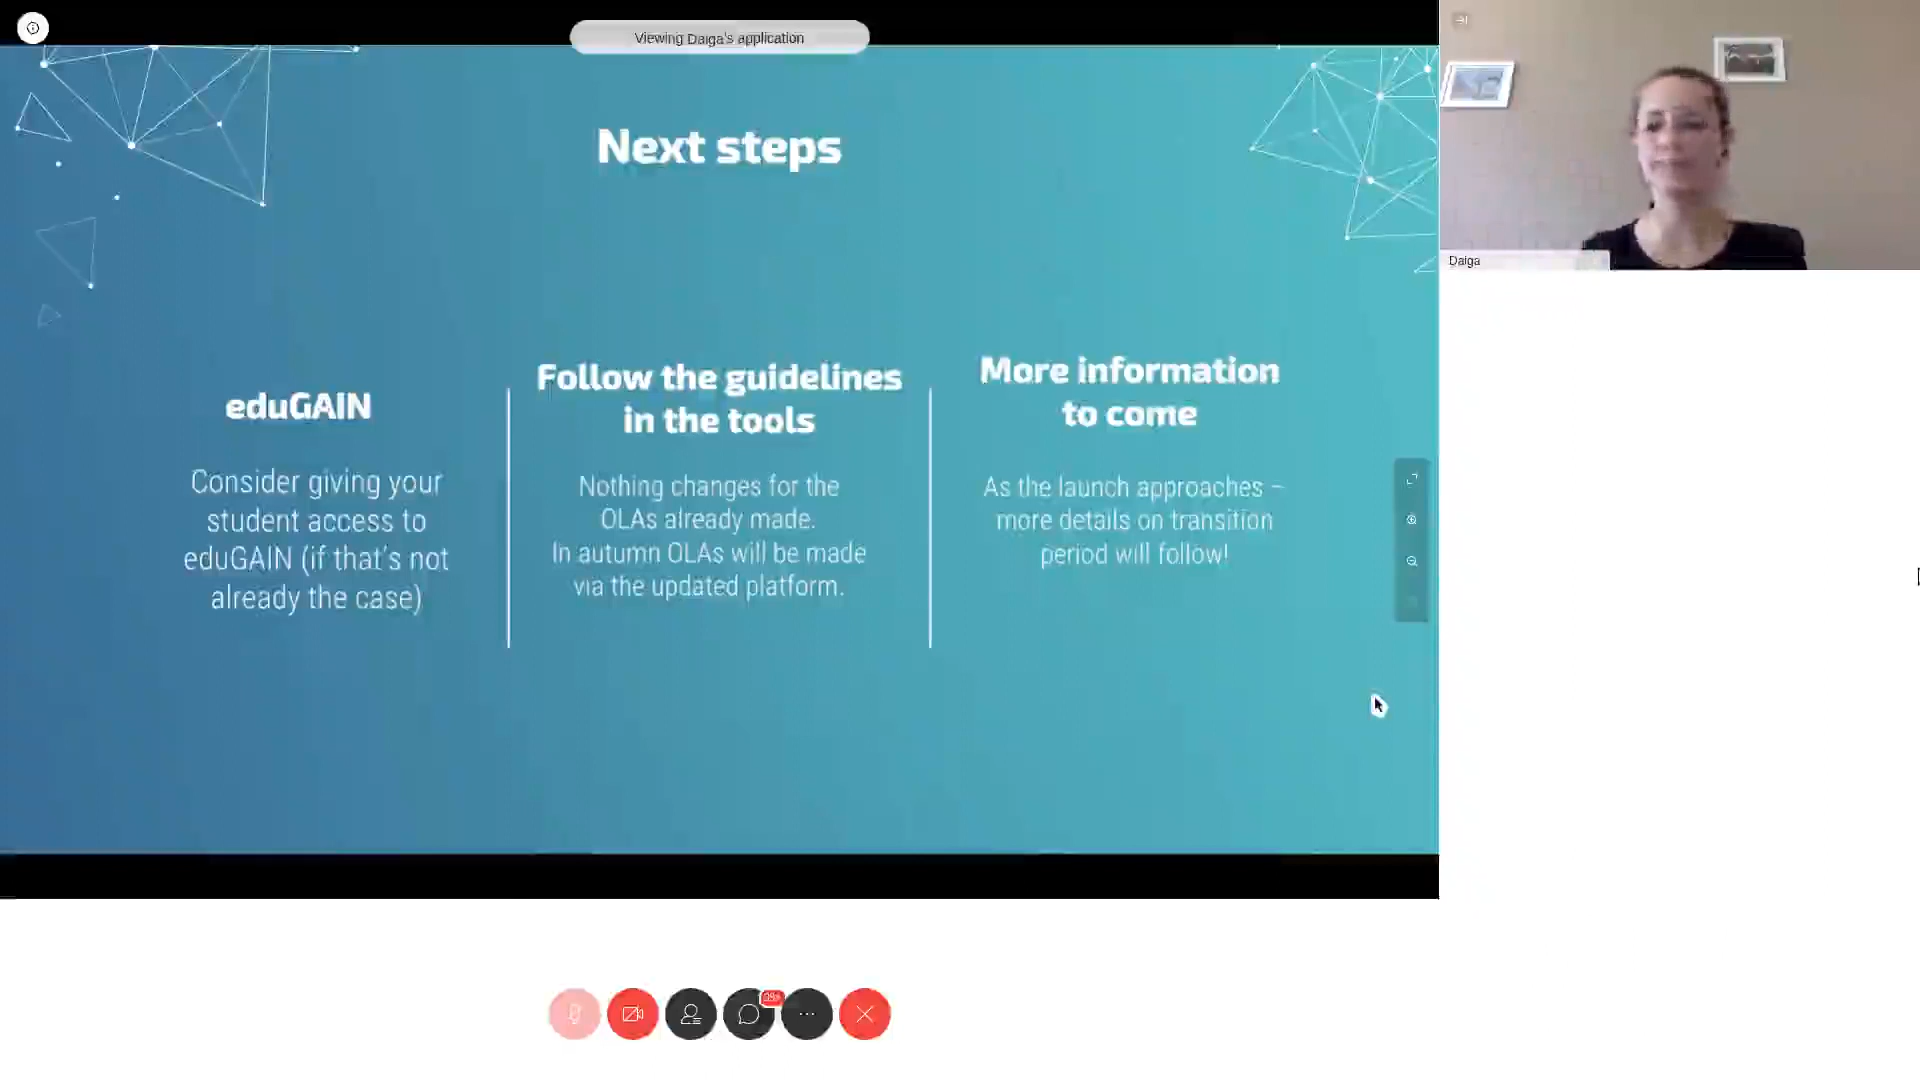 Viewing Daiga's application
Next steps
eduGAIN
Consider giving your
student access to
eduGAIN (if that's not
already the case)
Follow the guidelines
in the tools
Nothing changes for the
OLAs already made.
In autumn OLAs will be made
via the updated platform.
More information
to come
As the launch approaches –
more details on transition
period will follow!
Daiga